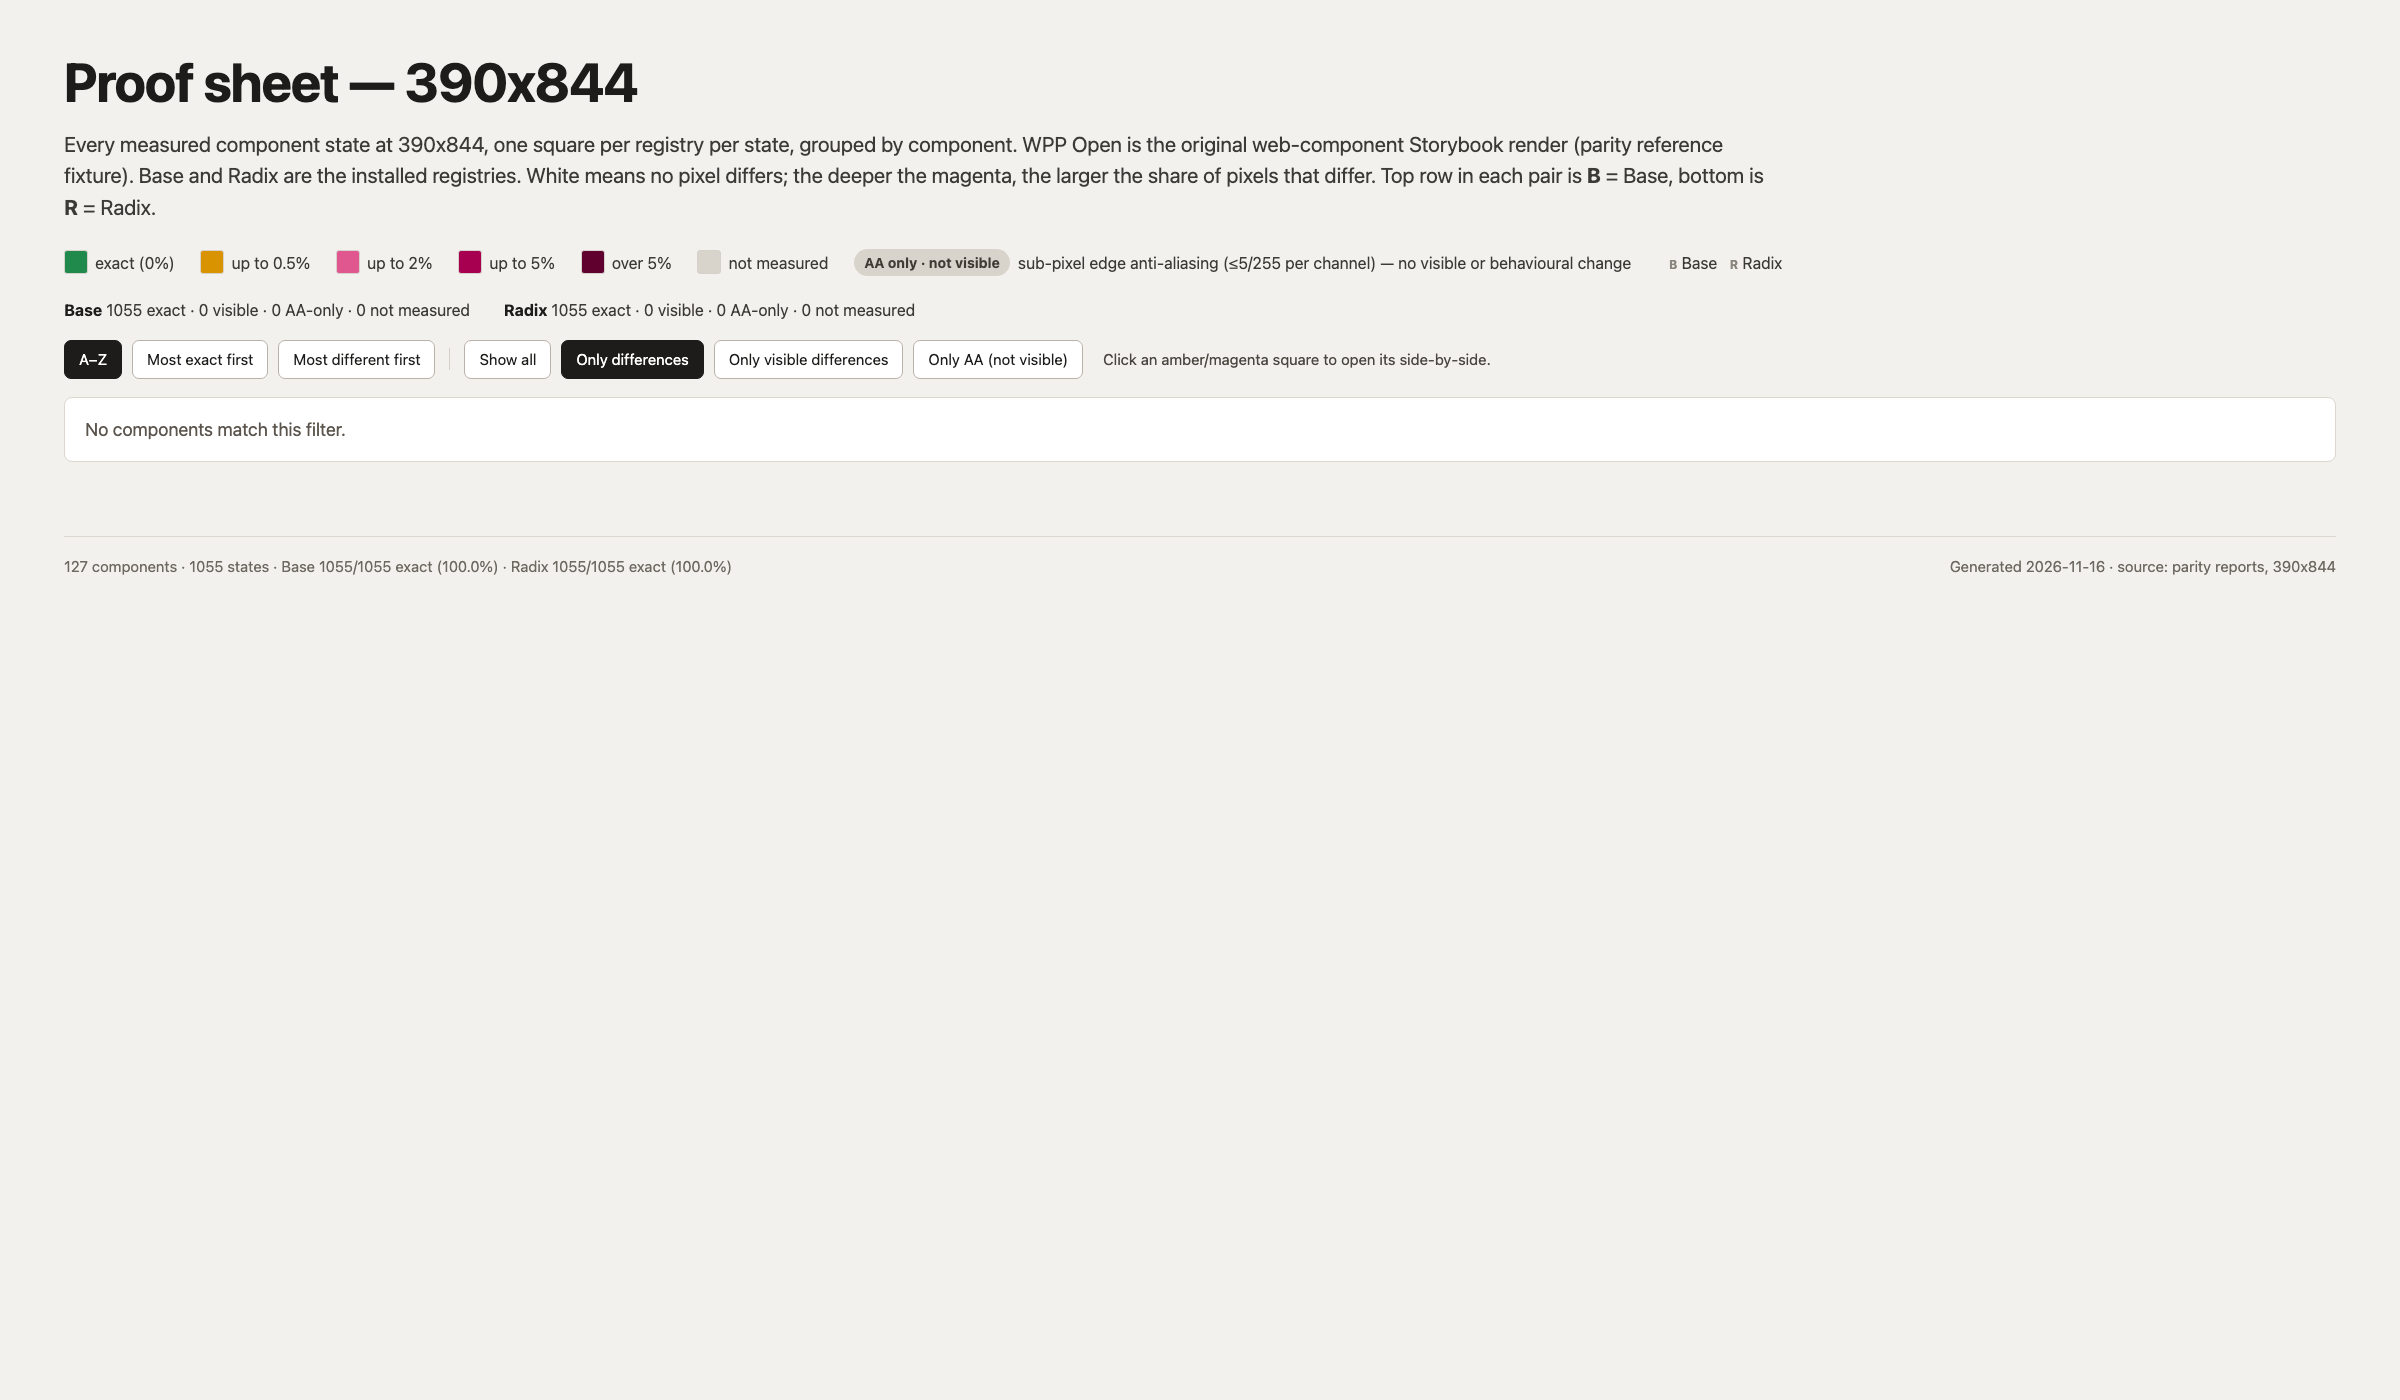 Proof sheet — 390x844
Every measured component state at 390x844, one square per registry per state, grouped by component. WPP Open is the original web-component Storybook render (parity reference
fixture). Base and Radix are the installed registries. White means no pixel differs; the deeper the magenta, the larger the share of pixels that differ. Top row in each pair is B = Base, bottom is
R = Radix.
exact (0%) up to 0.5% up to 2% up to 5% over 5% not measured AA only · not visible sub-pixel edge anti-aliasing (≤5/255 per channel) — no visible or behavioural change B Base R Radix
Base 1055 exact · 0 visible · 0 AA-only · 0 not measured Radix 1055 exact · 0 visible · 0 AA-only · 0 not measured
A–Z Most exact first Most different first Show all Only differences Only visible differences Only AA (not visible) Click an amber/magenta square to open its side-by-side.
No components match this filter.
127 components · 1055 states · Base 1055/1055 exact (100.0%) · Radix 1055/1055 exact (100.0%) Generated 2026-11-16 · source: parity reports, 390x844